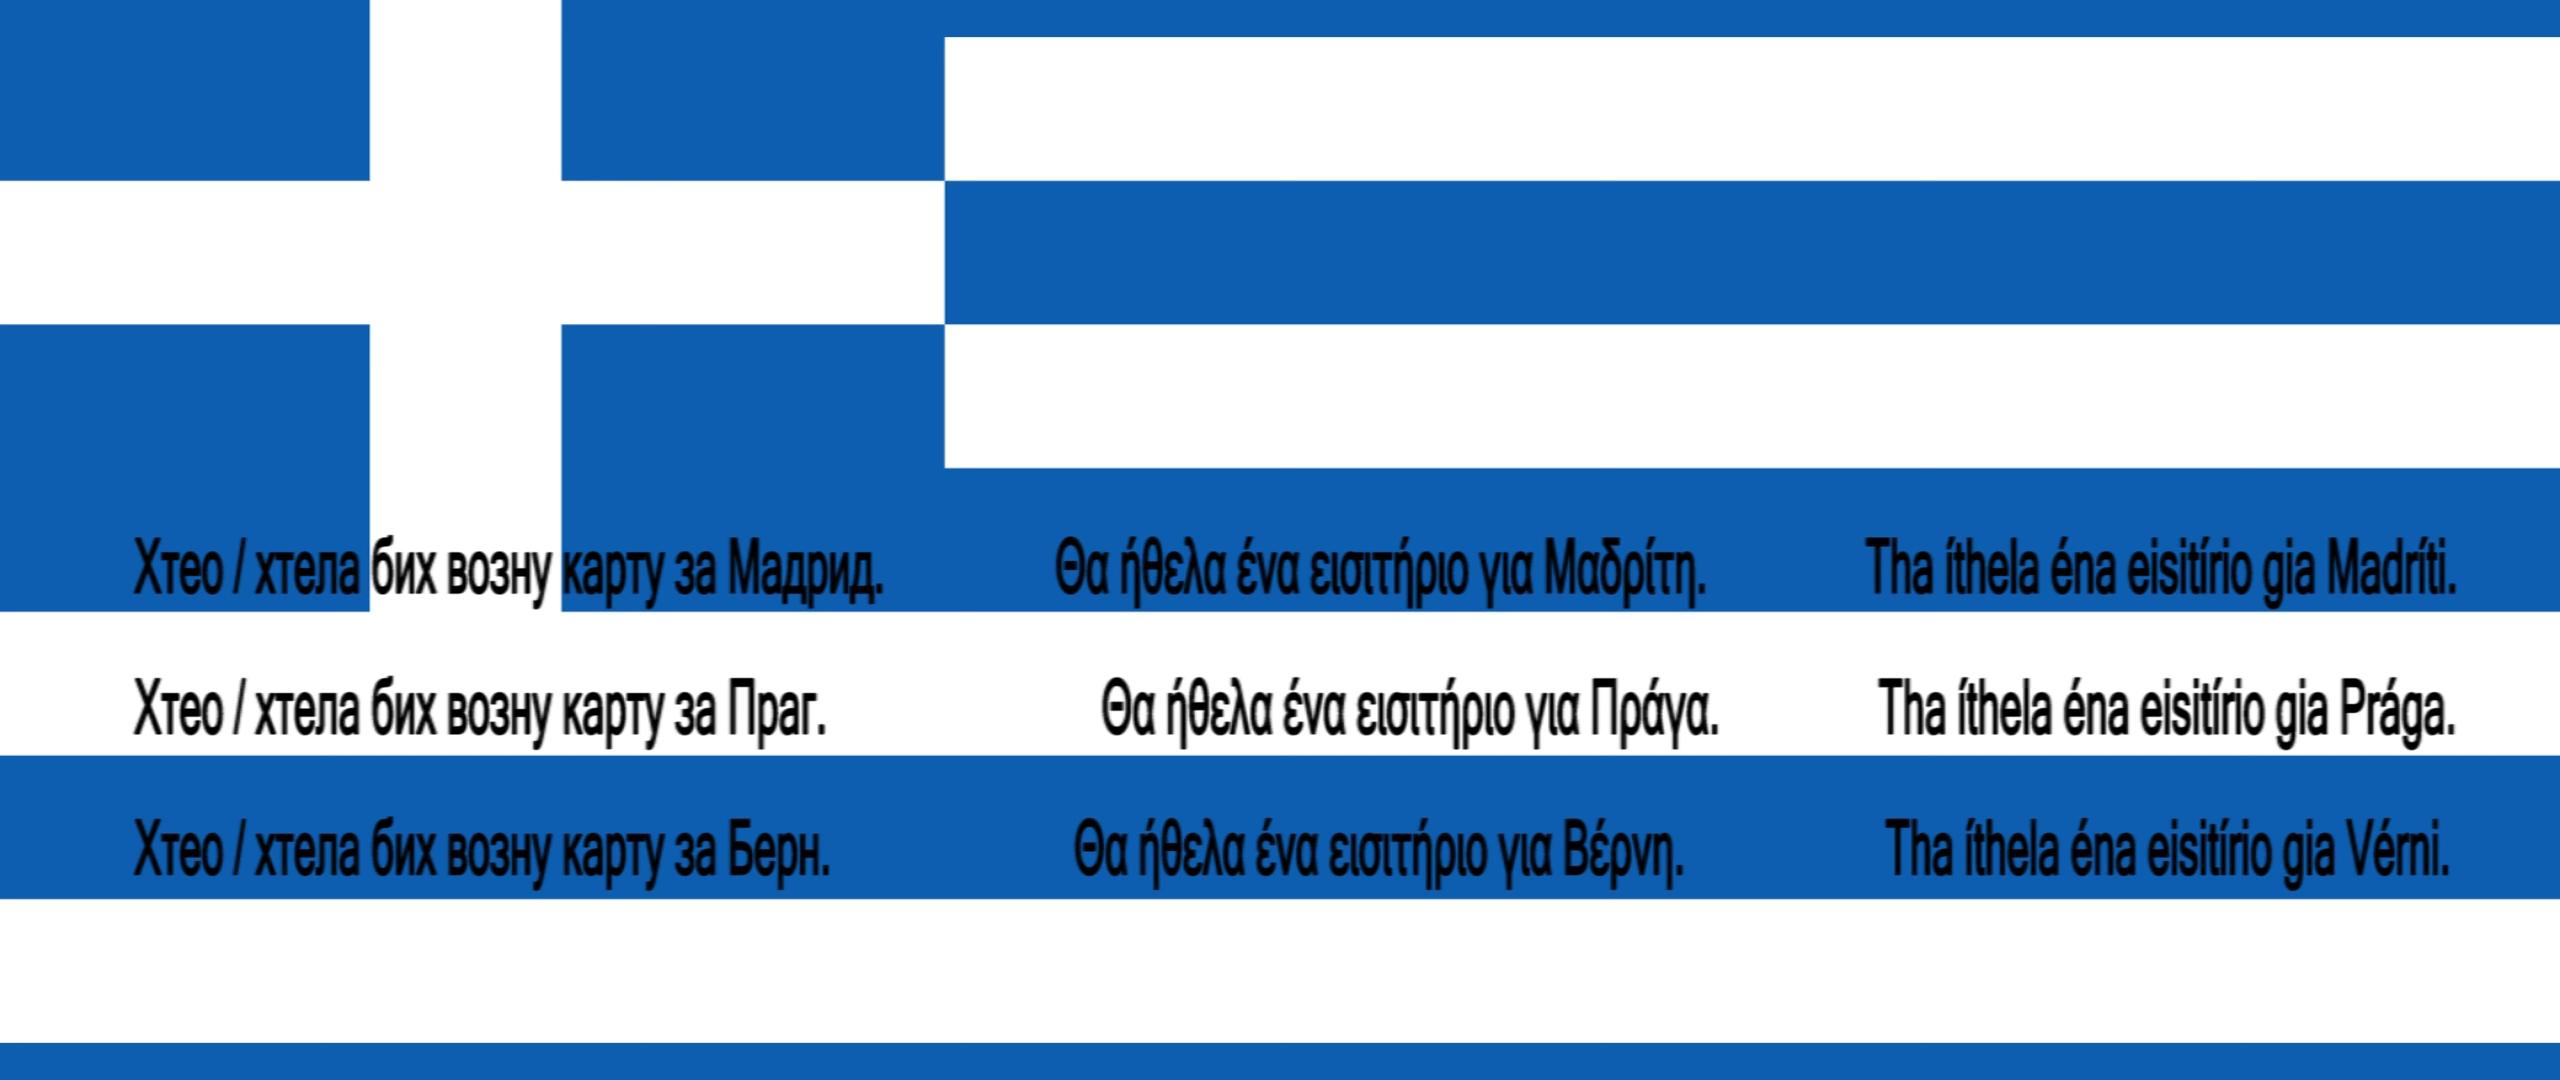 Хтео / хтела бих возну карту за Мадрид. Θα ήθελα ένα εισιτήριο για Μαδρίτη. Tha íthela éna eisitírio gia Madríti.
Хтео / хтела бих возну карту за Праг. Θα ήθελα ένα εισιτήριο για Πράγα. Tha íthela éna eisitírio gia Prága.
Хтео / хтела бих возну карту за Берн. Θα ήθελα ένα εισιτήριο για Βέρνη. Tha íthela éna eisitírio gia Vérni.